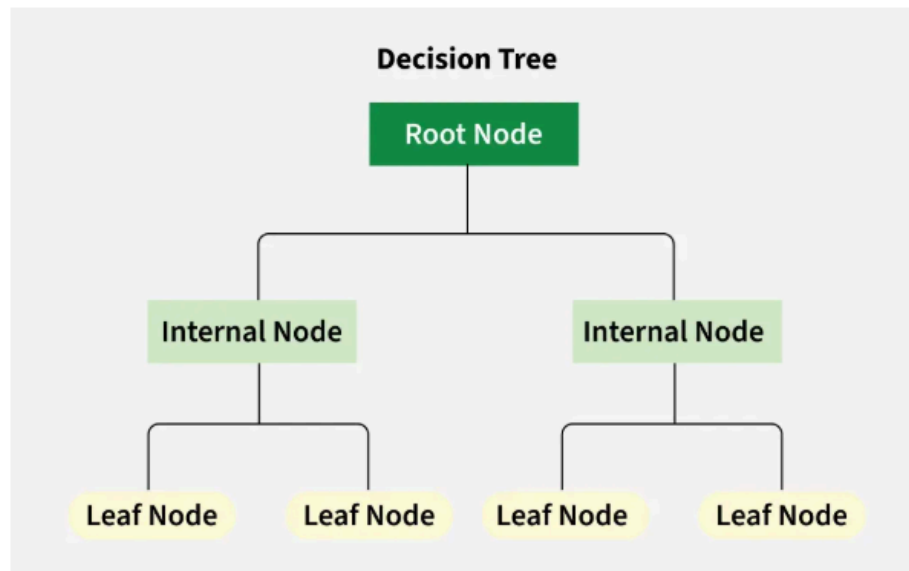 Decision Tree
Root Node
Internal Node
Internal Node
Leaf Node
Leaf Node
Leaf Node
Leaf Node